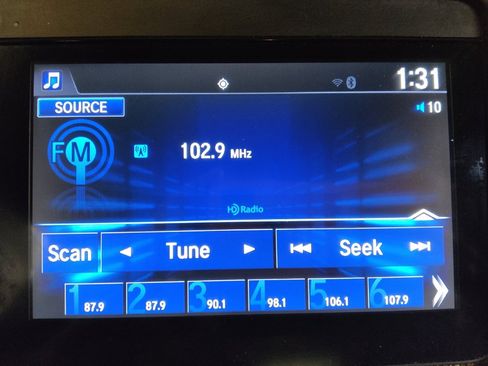 1:31
SOURCE
10
FM
102.9 MHz
HD Radio
Scan
Tune
Seek
1 87.9
2 87.9
3 90.1
4 98.1
5 106.1
6 107.9